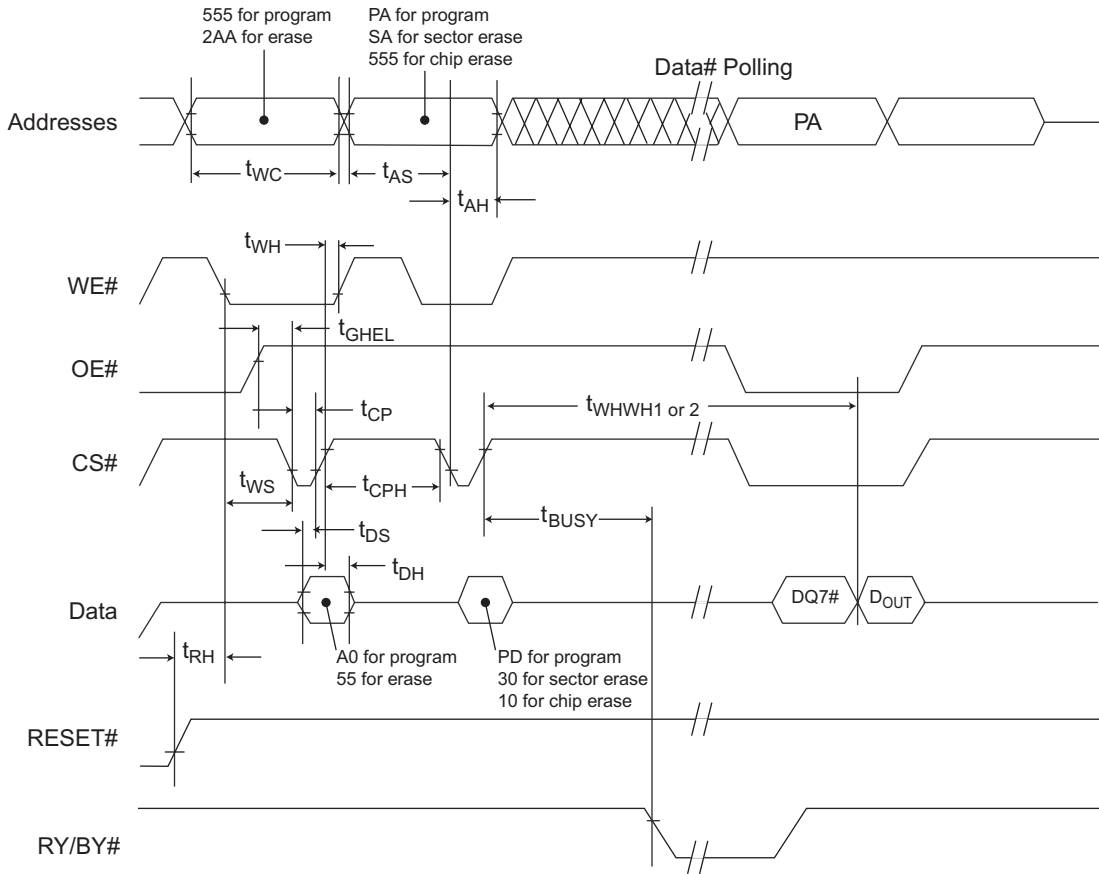 555 for program
2AA for erase
PA for program
SA for sector erase
555 for chip erase
Data# Polling
Addresses
PA
tWC
tAS
tAH
tWH
WE#
tGHEL
OE#
tWHWH1 or 2
tCP
CS#
tWS
tCPH
tBUSY
tDS
tDH
Data
DQ7#
DOUT
tRH
A0 for program
55 for erase
PD for program
30 for sector erase
10 for chip erase
RESET#
RY/BY#